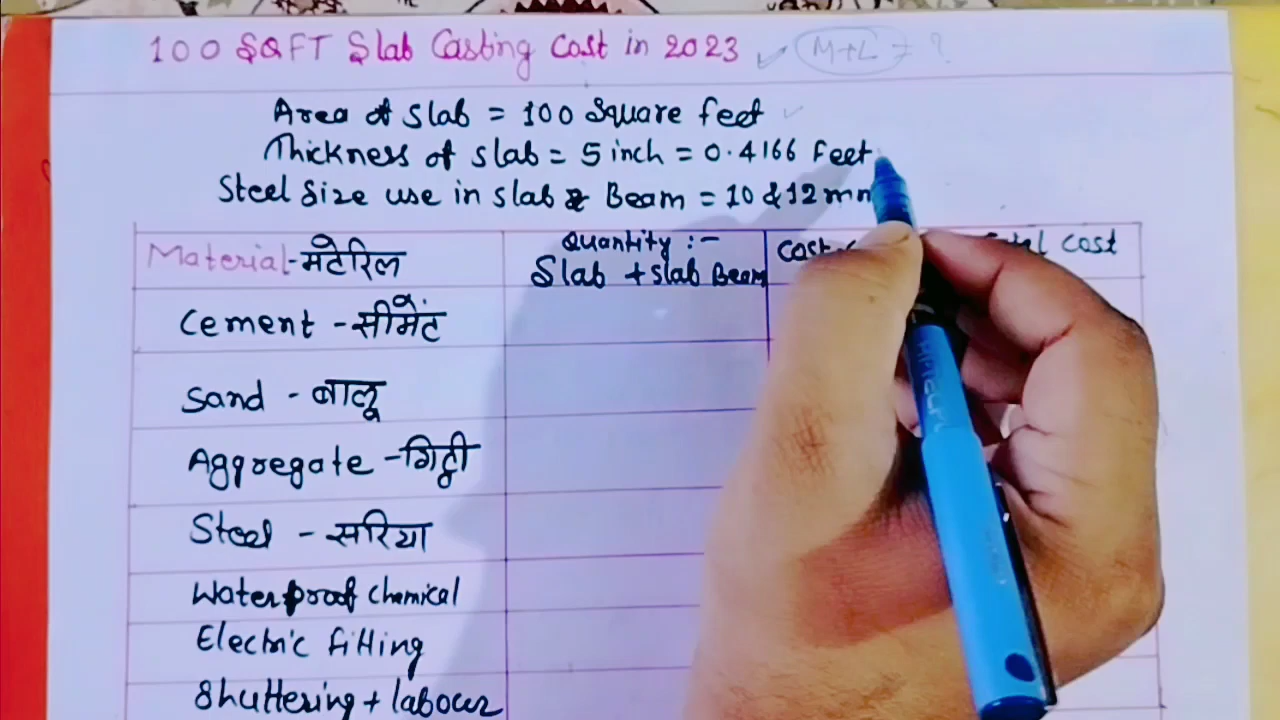 100 SQFT Slab Casting Cost in 2023 M+L = ?
Area of slab = 100 Square feet
Thickness of slab = 5 inch = 0.4166 Feet
Steel Size use in slab & Beam = 10 & 12 mm
Material-मटेरिल Quantity :- Cost Cost
Slab + slab Beam
Cement - सीमेंट
Sand - बालू
Aggregate - गिट्टी
Steel - सरिया
Waterproof chamical
Electric fitting
Shuttering + labour